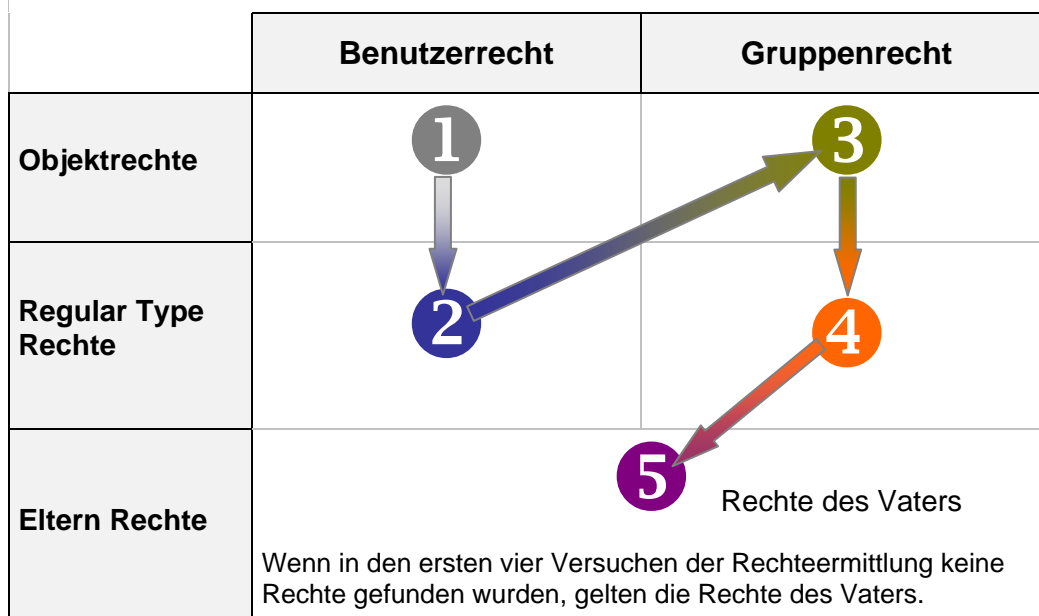 Benutzerrecht Gruppenrecht
Objektrechte
1
3
Regular Type
Rechte
2
4
Eltern Rechte
5
Rechte des Vaters
Wenn in den ersten vier Versuchen der Rechteermittlung keine
Rechte gefunden wurden, gelten die Rechte des Vaters.